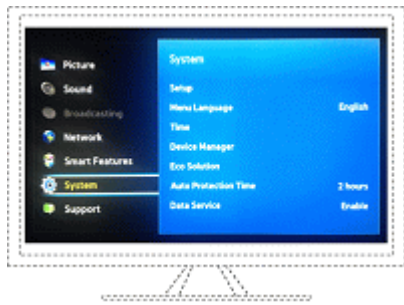 Picture
Sound
Broadcasting
Network
Smart Features
System
Support
System
Setup
Menu Language English
Time
Device Manager
Eco Solution
Auto Protection Time 2 hours
Data Service Enable